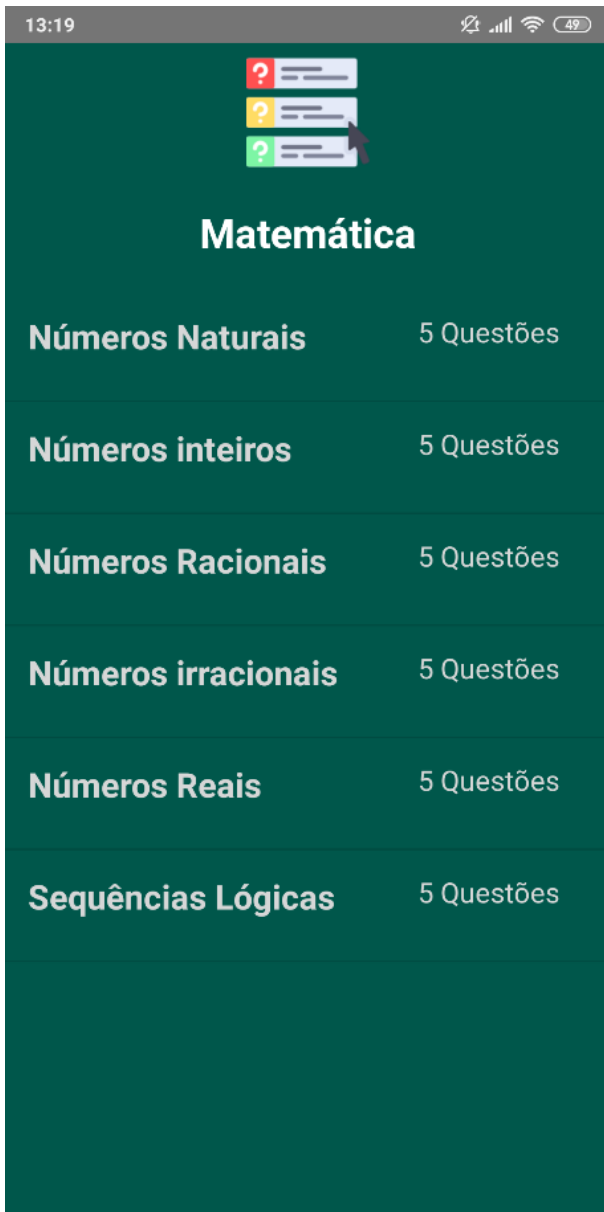 13:19 49
?
?
?
Matemática
Números Naturais 5 Questões
Números inteiros 5 Questões
Números Racionais 5 Questões
Números irracionais 5 Questões
Números Reais 5 Questões
Sequências Lógicas 5 Questões